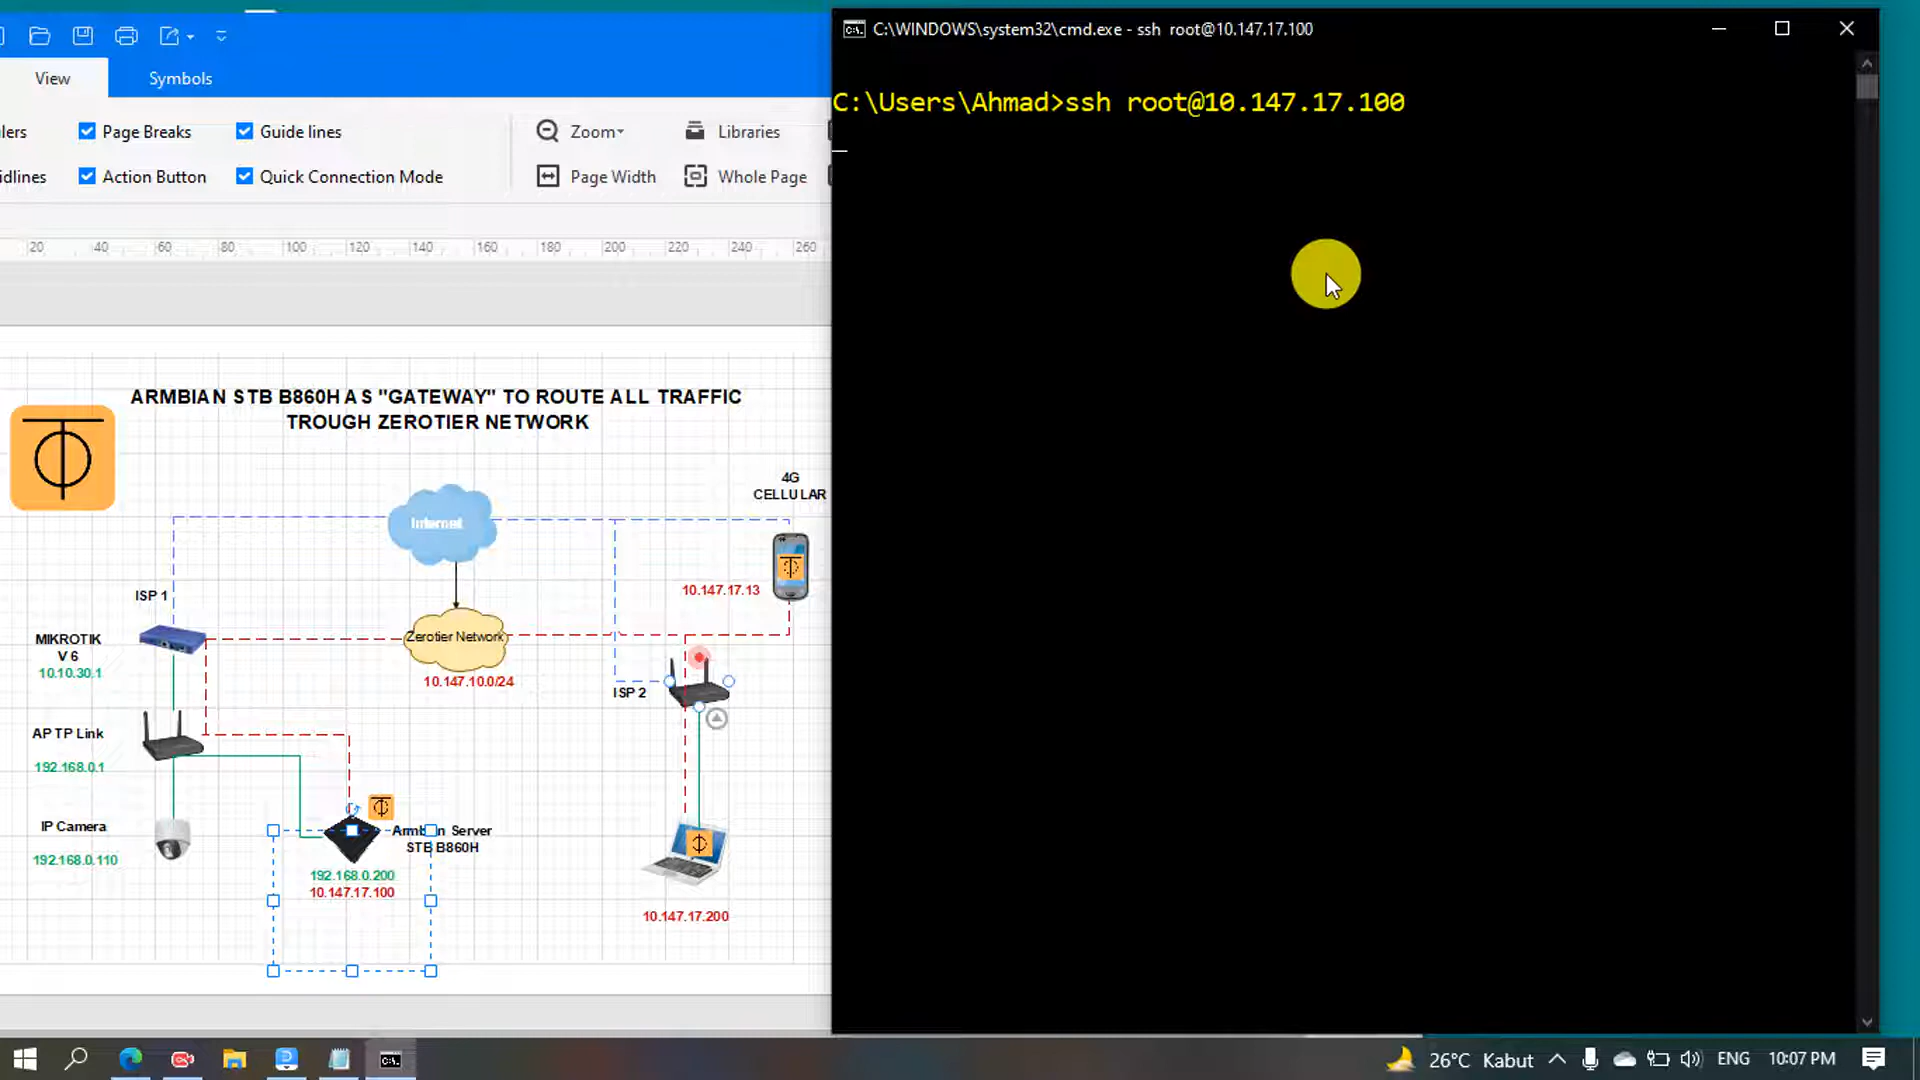 View
Symbols
lers
Page Breaks
Guide lines
Zoom
Libraries
idlines
Action Button
Quick Connection Mode
Page Width
Whole Page
20 40 60 80 100 120 140 160 180 200 220 240 260
ARMBIAN STB B860H AS "GATEWAY" TO ROUTE ALL TRAFFIC
TROUGH ZEROTIER NETWORK
4G
CELLULAR
Internet
10.147.17.13
ISP 1
MIKROTIK
V 6
10.10.30.1
Zerotier Network
10.147.10.0/24
ISP 2
AP TP Link
192.168.0.1
IP Camera
192.168.0.110
Armbian Server
STB B860H
192.168.0.200
10.147.17.100
10.147.17.200
C:\WINDOWS\system32\cmd.exe - ssh  root@10.147.17.100
C:\Users\Ahmad>ssh root@10.147.17.100
26°C Kabut
ENG
10:07 PM